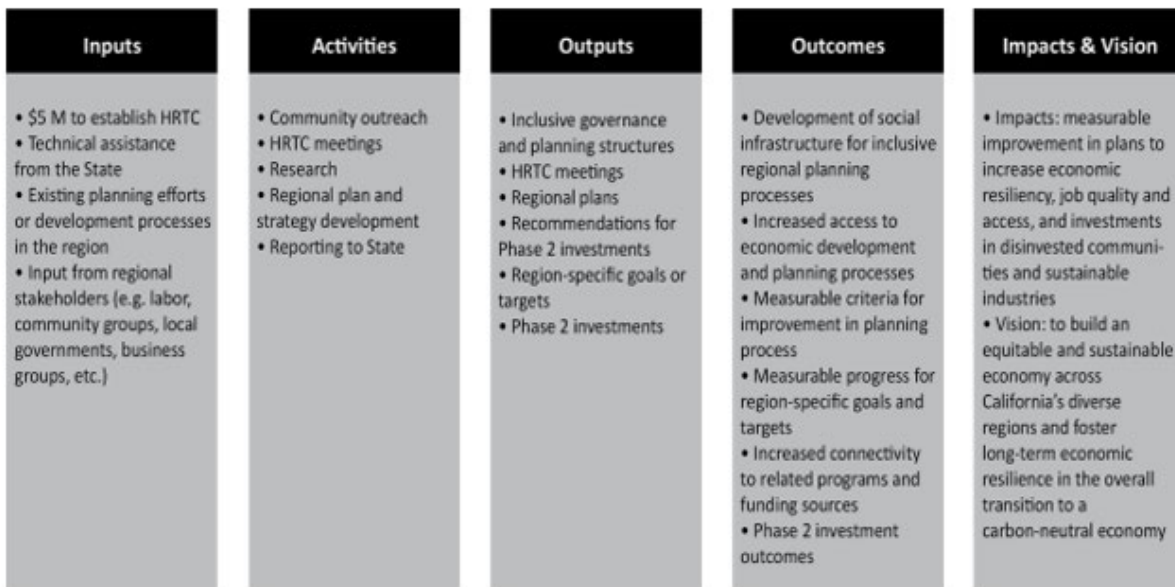 Inputs
• $5 M to establish HRTC
• Technical assistance
from the State
• Existing planning efforts
or development processes
in the region
• Input from regional
stakeholders (e.g. labor,
community groups, local
governments, business
groups, etc.)
Activities
• Community outreach
• HRTC meetings
• Research
• Regional plan and
strategy development
• Reporting to State
Outputs
• Inclusive governance
and planning structures
• HRTC meetings
• Regional plans
• Recommendations for
Phase 2 investments
• Region-specific goals or
targets
• Phase 2 investments
Outcomes
• Development of social
infrastructure for inclusive
regional planning
processes
• Increased access to
economic development
and planning processes
• Measurable criteria for
improvement in planning
process
• Measurable progress for
region-specific goals and
targets
• Increased connectivity
to related programs and
funding sources
• Phase 2 investment
outcomes
Impacts & Vision
• Impacts: measurable
improvement in plans to
increase economic
resiliency, job quality and
access, and investments
in disinvested communi-
ties and sustainable
industries
• Vision: to build an
equitable and sustainable
economy across
California's diverse
regions and foster
long-term economic
resilience in the overall
transition to a
carbon-neutral economy